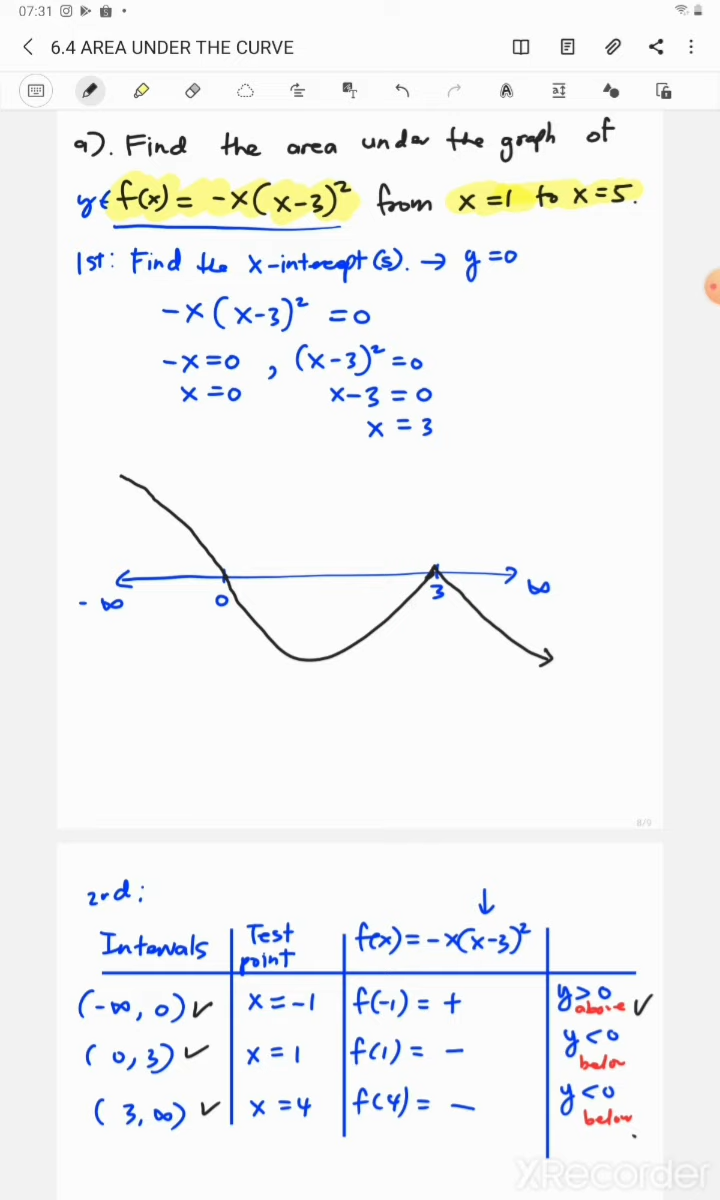 07:31
6.4 AREA UNDER THE CURVE
a). Find the area under the graph of
y = f(x) = -x(x-3)² from x=1 to x=5.
1st: Find the x-intercept(s). → y=0
-x(x-3)² =0
-x=0 , (x-3)²=0
x=0 x-3=0
x = 3
-∞ 0 3 ∞
8/9
2nd:
↓
Intervals Test point f(x)=-x(x-3)²
(-∞, 0) ✓ x=-1 f(-1) = + y>0 above ✓
(0,3) ✓ x=1 f(1) = - y<0 below
(3,∞) ✓ x=4 f(4) = - y<0 below
XRecorder